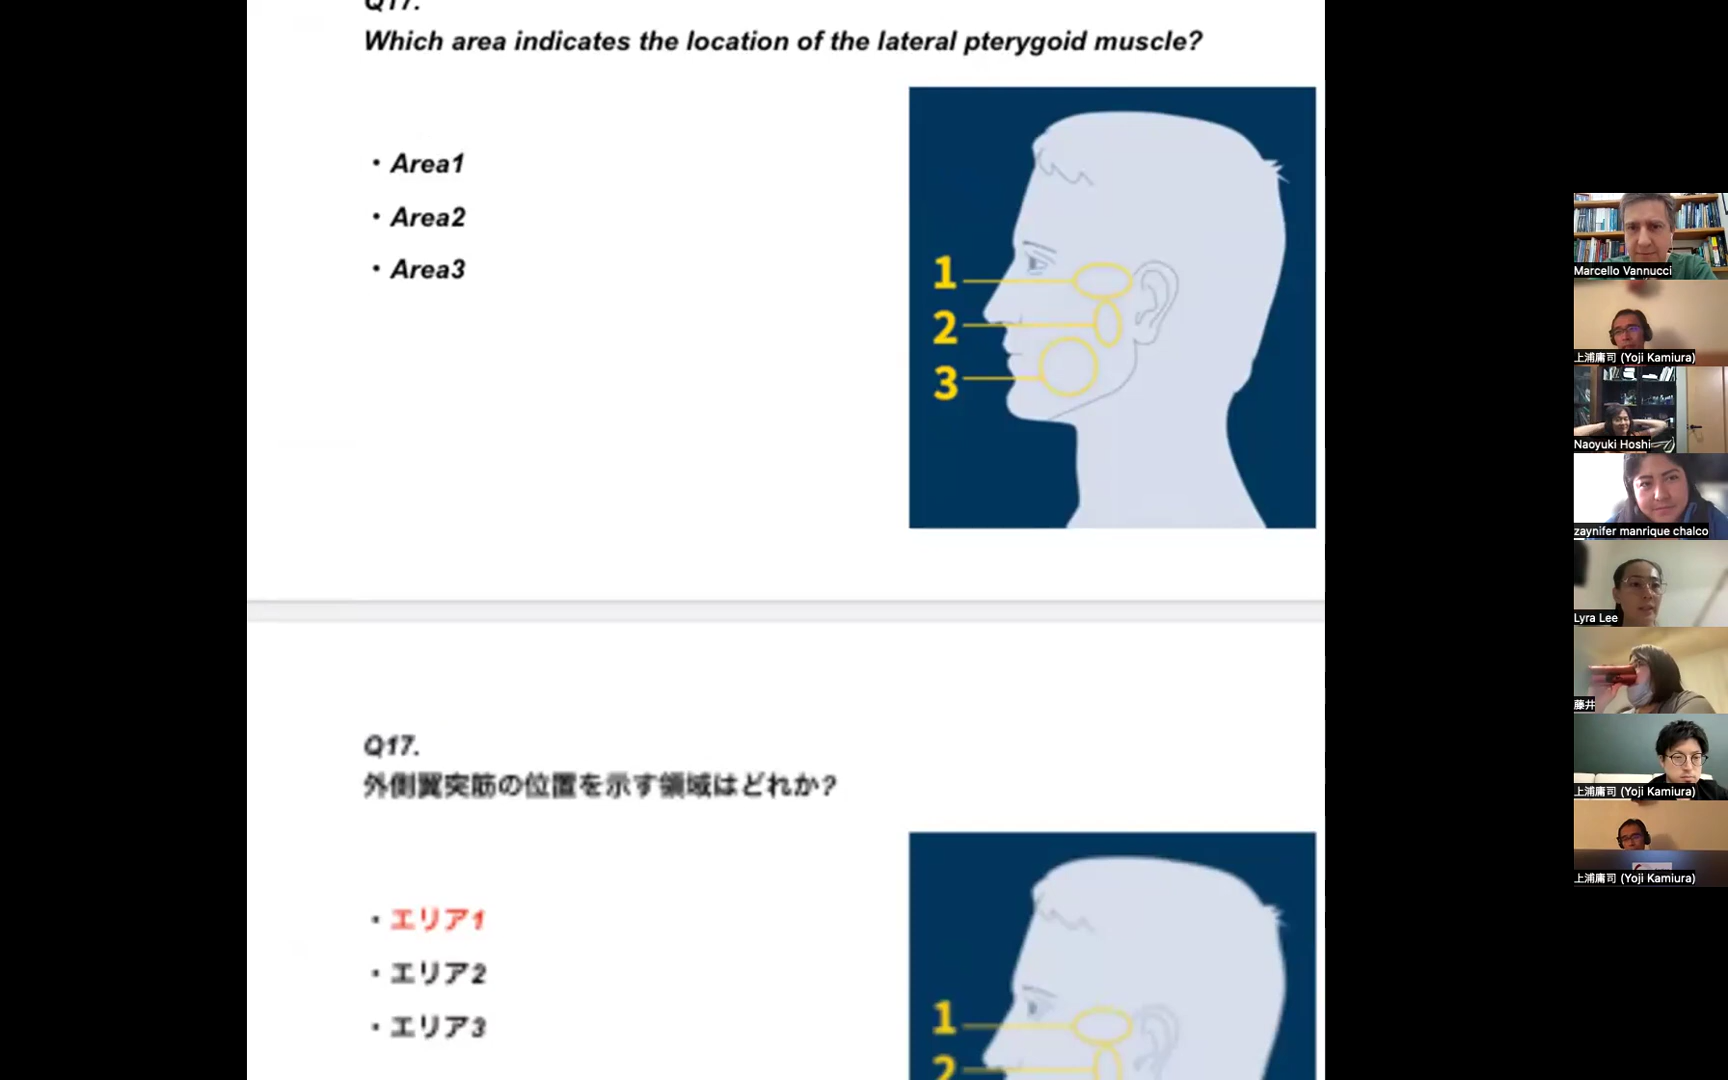 Q17.
Which area indicates the location of the lateral pterygoid muscle?
・Area1
・Area2
・Area3
1
2
3
Q17.
外側翼突筋の位置を示す領域はどれか?
・エリア1
・エリア2
・エリア3
1
2
Marcello Vannucci
上浦庸司 (Yoji Kamiura)
Naoyuki Hoshi
zaynifer manrique chalco
Lyra Lee
藤井
上浦庸司 (Yoji Kamiura)
上浦庸司 (Yoji Kamiura)